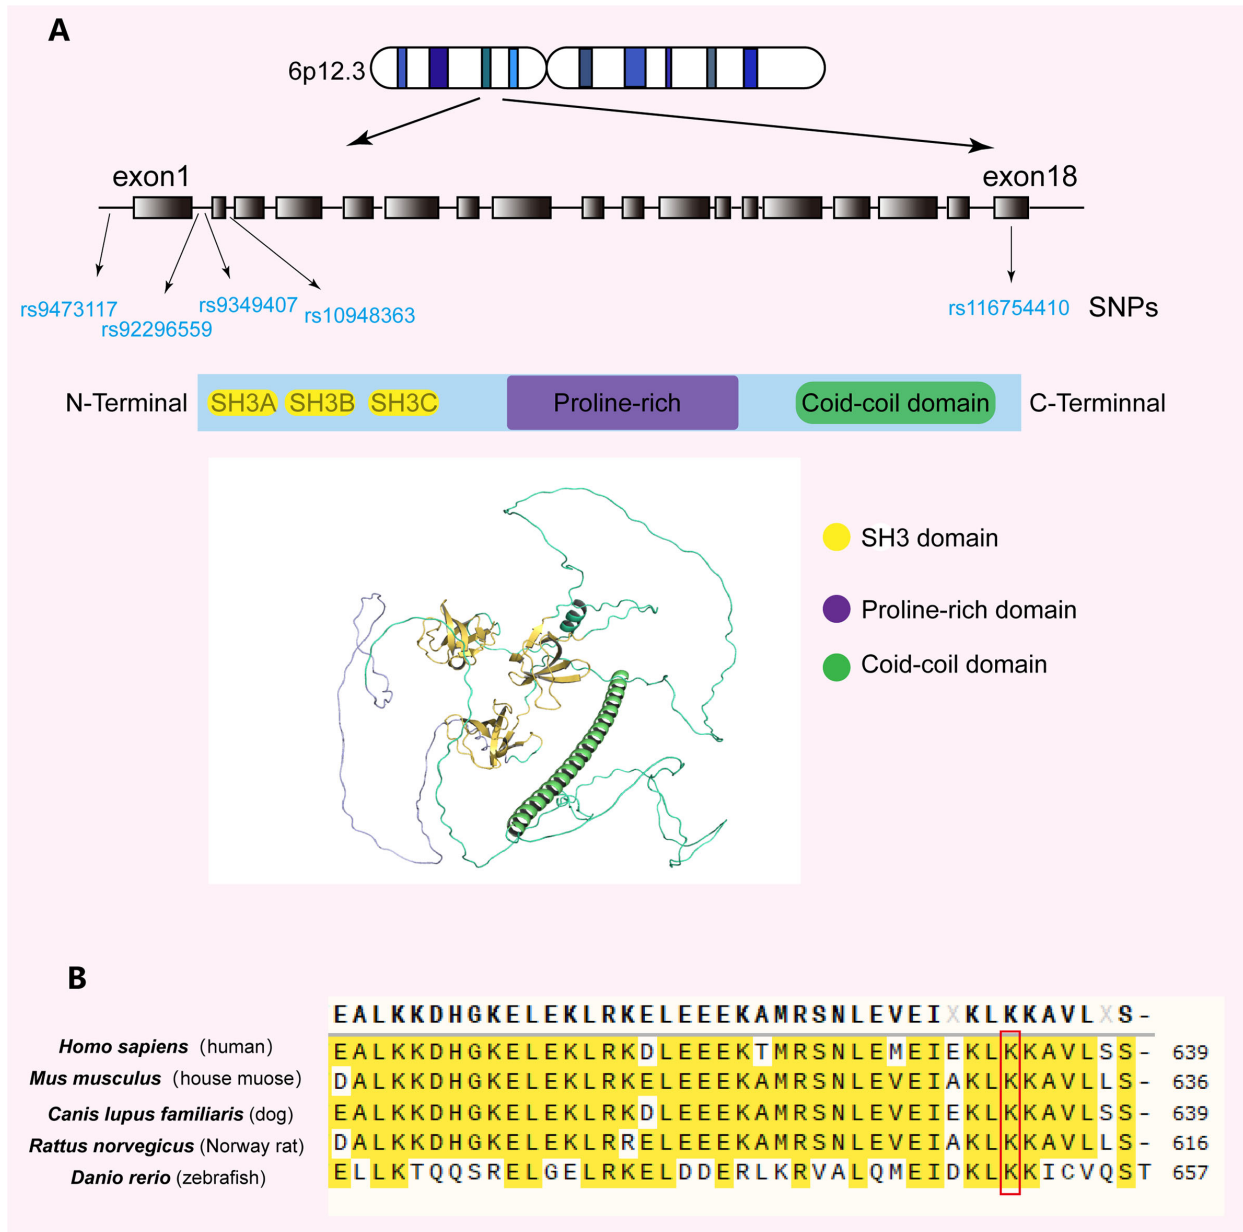 A
6p12.3
exon1
exon18
rs9473117
rs92296559
rs9349407
rs10948363
rs116754410
SNPs
N-Terminal
SH3A
SH3B
SH3C
Proline-rich
Coid-coil domain
C-Terminnal
SH3 domain
Proline-rich domain
Coid-coil domain
B
EALKKDHGKELEKLRKELEEEKAMRSNLEVEIXKLKKAVLXS-
Homo sapiens (human) EALKKDHGKELEKLRKDLEEEKTMRSNLEMEIEKLKKAVLSS- 639
Mus musculus (house muose) DALKKDHGKELEKLRKELEEEKAMRSNLEVEIAKLKKAVLLS- 636
Canis lupus familiaris (dog) EALKKDHGKELEKLRKDLEEEKAMRSNLEVEIEKLKKAVLSS- 639
Rattus norvegicus (Norway rat) DALKKDHGKELEKLRRELEEEKAMRSNLEVEIAKLKKAVLLS- 616
Danio rerio (zebrafish) ELLKTQQSRELGELRKELDDERLKRVALQMEIDKLKKICVQST 657